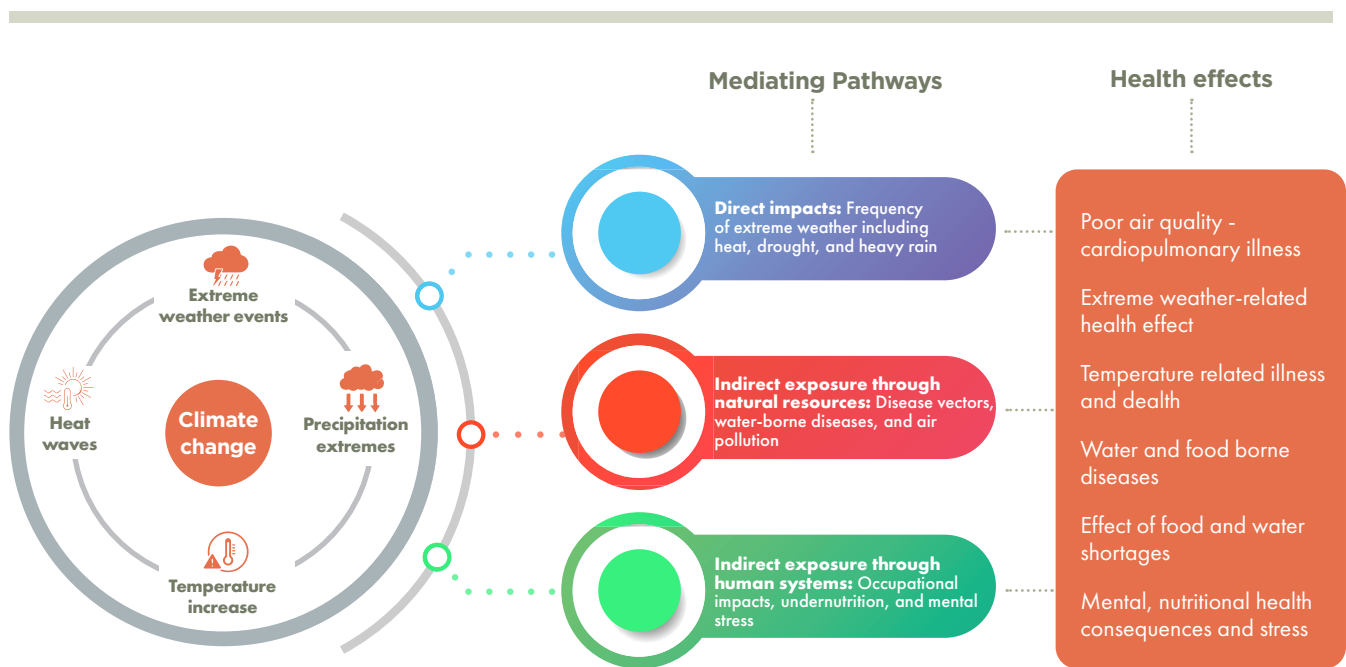 Mediating Pathways
Health effects
Extreme
weather events
Heat
waves
Climate
change
Precipitation
extremes
Temperature
increase
Direct impacts: Frequency
of extreme weather including
heat, drought, and heavy rain
Indirect exposure through
natural resources: Disease vectors,
water-borne diseases, and air
pollution
Indirect exposure through
human systems: Occupational
impacts, undernutrition, and mental
stress
Poor air quality -
cardiopulmonary illness
Extreme weather-related
health effect
Temperature related illness
and dealth
Water and food borne
diseases
Effect of food and water
shortages
Mental, nutritional health
consequences and stress